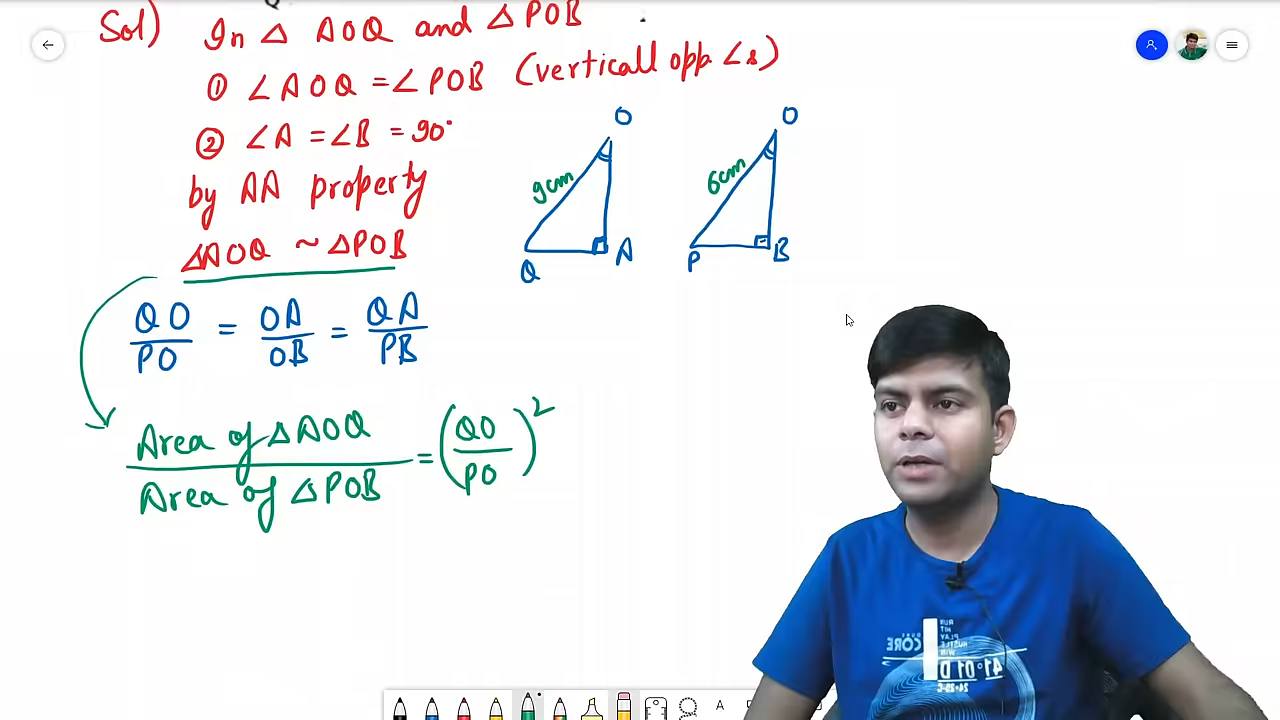 Sol) In △ AOQ and △ POB
① ∠AOQ = ∠POB (verticall opp. ∠s)
② ∠A = ∠B = 90°
by AA property
△AOQ ~ △POB
QO/PO = OA/OB = QA/PB
Area of △AOQ / Area of △POB = (QO/PO)²
O
9cm
Q
A
O
6cm
P
B
A